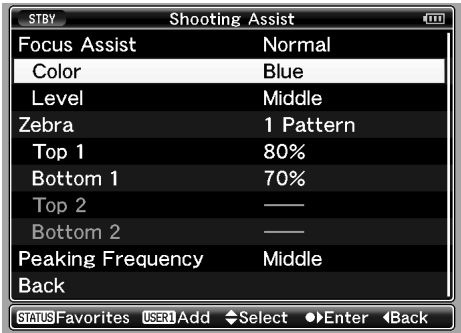 STBY Shooting Assist
Focus Assist Normal
Color Blue
Level Middle
Zebra 1 Pattern
Top 1 80%
Bottom 1 70%
Top 2 ——
Bottom 2 ——
Peaking Frequency Middle
Back
STATUS Favorites USER1 Add Select Enter Back